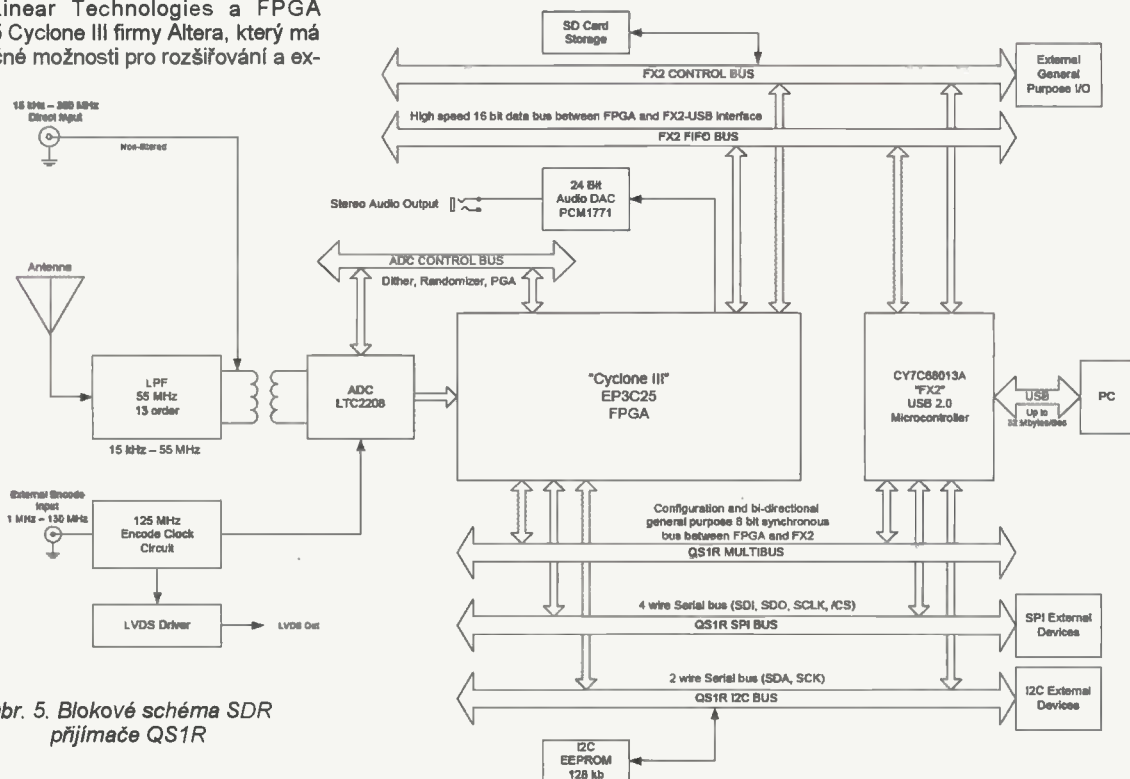 Linear Technologies a FPGA
Cyclone III firmy Altera, který má
čné možnosti pro rozšiřování a ex-
SD Card
Storage
FX2 CONTROL BUS
External
General
Purpose I/O
15 kHz – 300 MHz
Direct Input
Non-filtered
High speed 16 bit data bus between FPGA and FX2-USB interface
FX2 FIFO BUS
24 Bit
Audio DAC
PCM1771
Stereo Audio Output
ADC CONTROL BUS
Dither, Randomizer, PGA
Antenna
LPF
55 MHz
13 order
15 kHz – 55 MHz
ADC
LTC2208
"Cyclone III"
EP3C25
FPGA
CY7C68013A
"FX2"
USB 2.0
Microcontroller
USB
Up to
32 Mbytes/Sec
PC
External Encode
Input
1 MHz – 130 MHz
125 MHz
Encode Clock
Circuit
LVDS Driver
LVDS Out
Configuration and bi-directional
general purpose 8 bit synchronous
bus between FPGA and FX2
QS1R MULTIBUS
4 wire Serial bus (SDI, SDO, SCLK, /CS)
QS1R SPI BUS
SPI External
Devices
2 wire Serial bus (SDA, SCK)
QS1R I2C BUS
I2C External
Devices
I2C
EEPROM
128 kb
br. 5. Blokové schéma SDR
přijímače QS1R